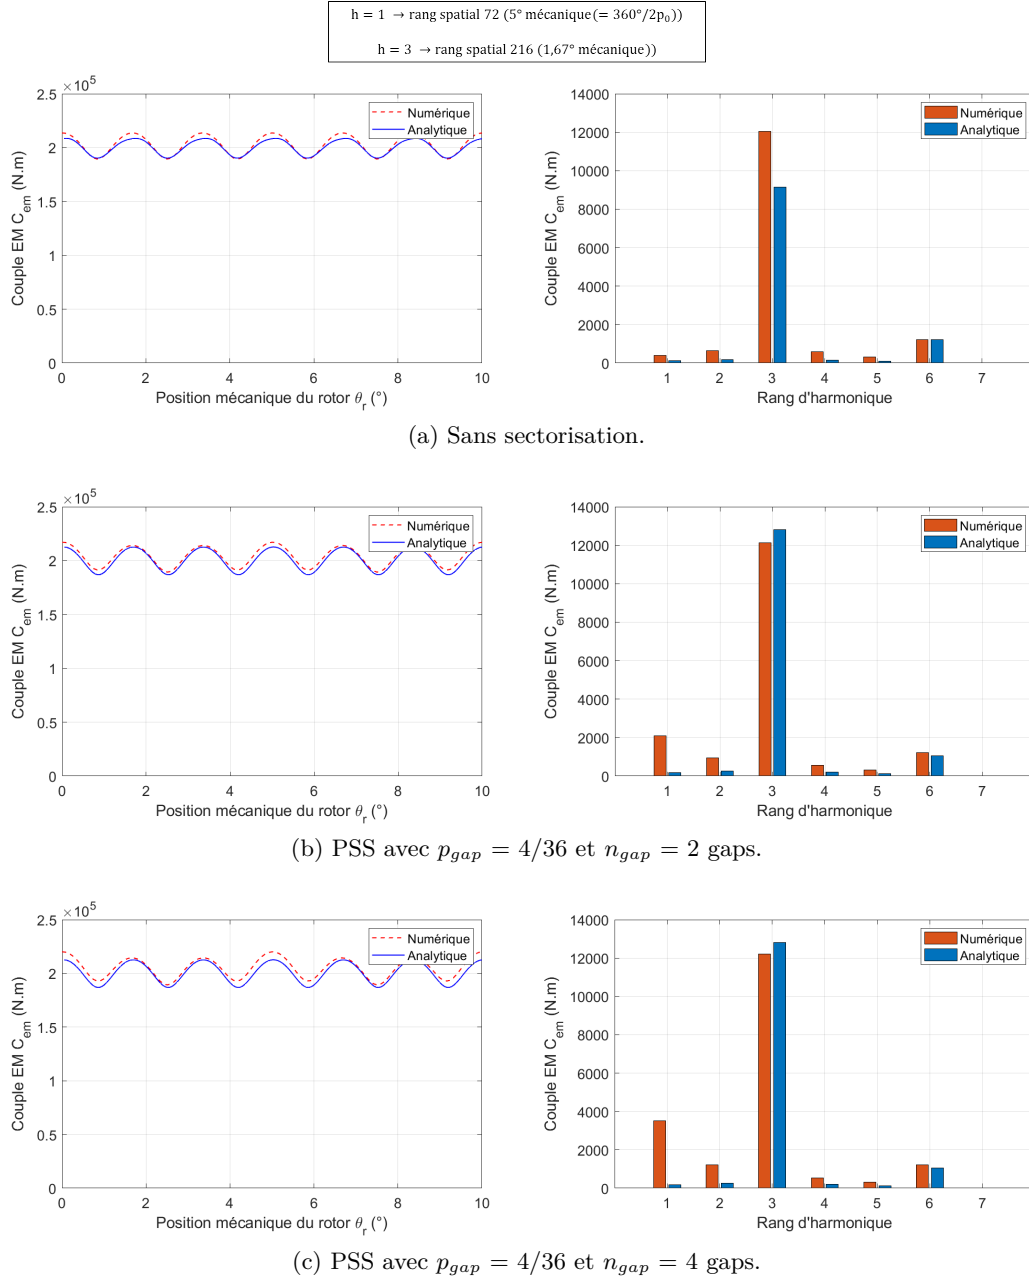 h = 1 → rang spatial 72 (5° mécanique(= 360°/2p₀))
h = 3 → rang spatial 216 (1,67° mécanique))
×10⁵
2.5
2
1.5
1
0.5
0
0 2 4 6 8 10
Couple EM Cₑₘ (N.m)
Position mécanique du rotor θᵣ (°)
Numérique
Analytique
14000
12000
10000
8000
6000
4000
2000
0
1 2 3 4 5 6 7
Couple EM Cₑₘ (N.m)
Rang d'harmonique
Numérique
Analytique
(a) Sans sectorisation.
×10⁵
2.5
2
1.5
1
0.5
0
0 2 4 6 8 10
Couple EM Cₑₘ (N.m)
Position mécanique du rotor θᵣ (°)
Numérique
Analytique
14000
12000
10000
8000
6000
4000
2000
0
1 2 3 4 5 6 7
Couple EM Cₑₘ (N.m)
Rang d'harmonique
Numérique
Analytique
(b) PSS avec p_gap = 4/36 et n_gap = 2 gaps.
×10⁵
2.5
2
1.5
1
0.5
0
0 2 4 6 8 10
Couple EM Cₑₘ (N.m)
Position mécanique du rotor θᵣ (°)
Numérique
Analytique
14000
12000
10000
8000
6000
4000
2000
0
1 2 3 4 5 6 7
Couple EM Cₑₘ (N.m)
Rang d'harmonique
Numérique
Analytique
(c) PSS avec p_gap = 4/36 et n_gap = 4 gaps.